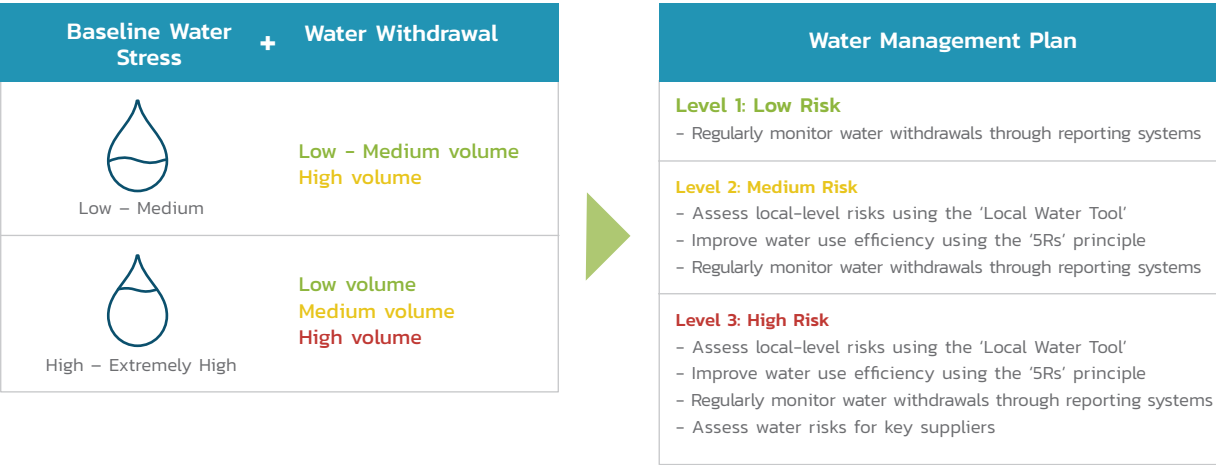 Baseline Water
Stress
+
Water Withdrawal
Low – Medium
Low - Medium volume
High volume
High – Extremely High
Low volume
Medium volume
High volume
Water Management Plan
Level 1: Low Risk
- Regularly monitor water withdrawals through reporting systems
Level 2: Medium Risk
- Assess local-level risks using the ‘Local Water Tool’
- Improve water use efficiency using the ‘5Rs’ principle
- Regularly monitor water withdrawals through reporting systems
Level 3: High Risk
- Assess local-level risks using the ‘Local Water Tool’
- Improve water use efficiency using the ‘5Rs’ principle
- Regularly monitor water withdrawals through reporting systems
- Assess water risks for key suppliers